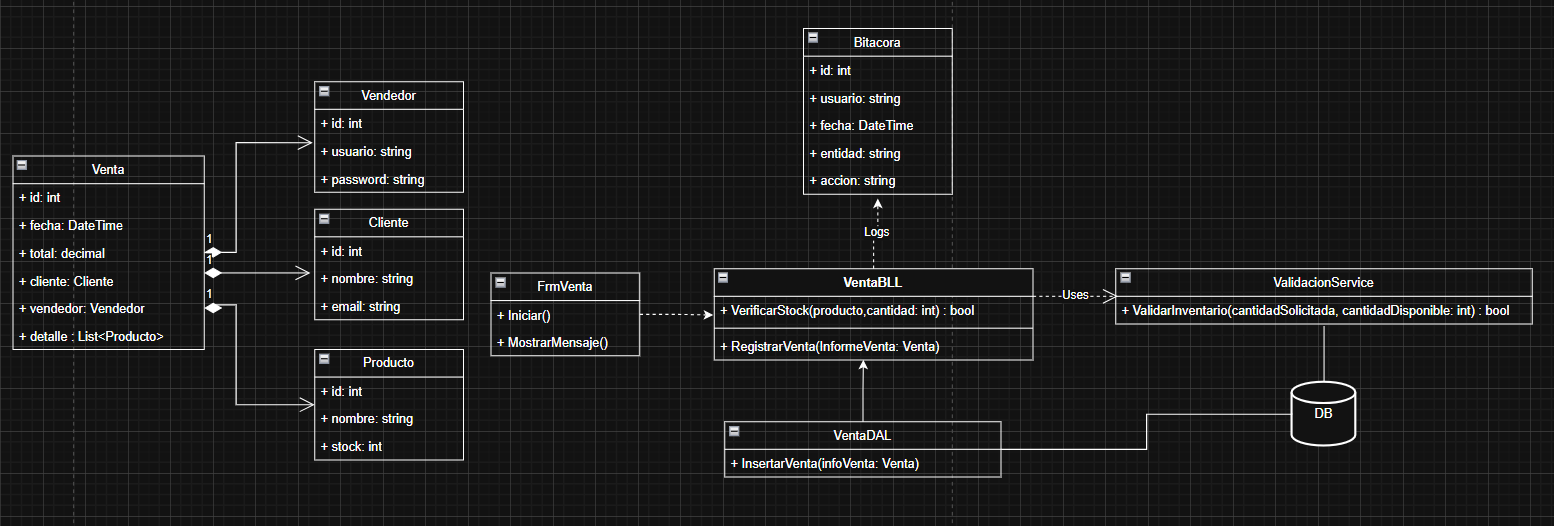 Bitacora
+ id: int
+ usuario: string
+ fecha: DateTime
+ entidad: string
+ accion: string
Vendedor
+ id: int
+ usuario: string
+ password: string
Venta
+ id: int
+ fecha: DateTime
+ total: decimal
+ cliente: Cliente
+ vendedor: Vendedor
+ detalle : List<Producto>
1
1
1
Cliente
+ id: int
+ nombre: string
+ email: string
Producto
+ id: int
+ nombre: string
+ stock: int
FrmVenta
+ Iniciar()
+ MostrarMensaje()
Logs
VentaBLL
+ VerificarStock(producto,cantidad: int) : bool
+ RegistrarVenta(InformeVenta: Venta)
Uses
ValidacionService
+ ValidarInventario(cantidadSolicitada, cantidadDisponible: int) : bool
DB
VentaDAL
+ InsertarVenta(infoVenta: Venta)